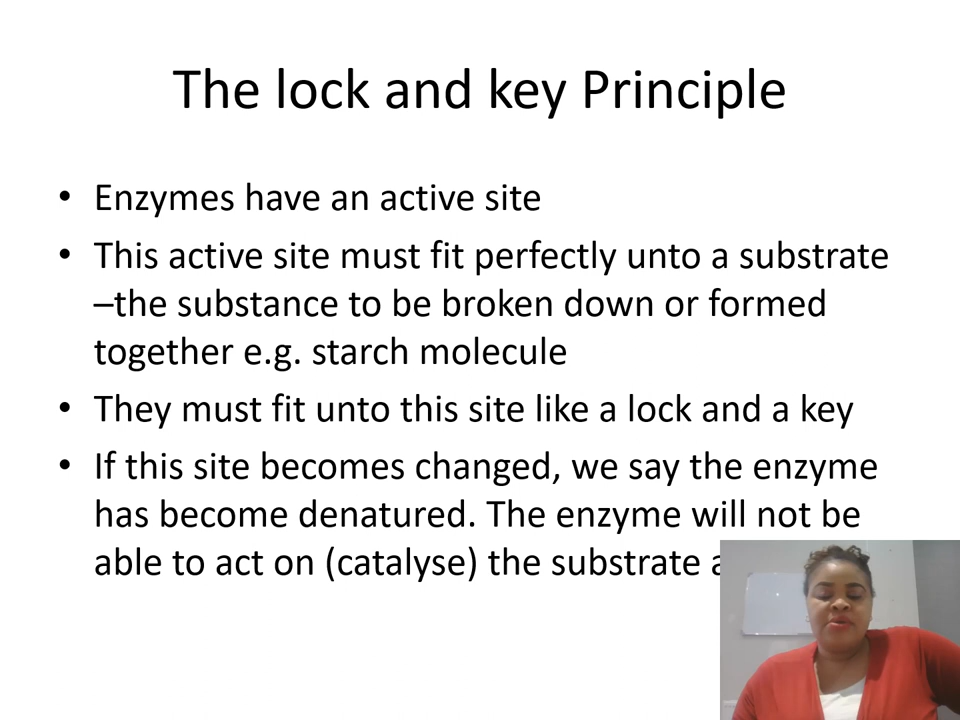 The lock and key Principle
• Enzymes have an active site
• This active site must fit perfectly unto a substrate
–the substance to be broken down or formed
together e.g. starch molecule
• They must fit unto this site like a lock and a key
• If this site becomes changed, we say the enzyme
has become denatured. The enzyme will not be
able to act on (catalyse) the substrate